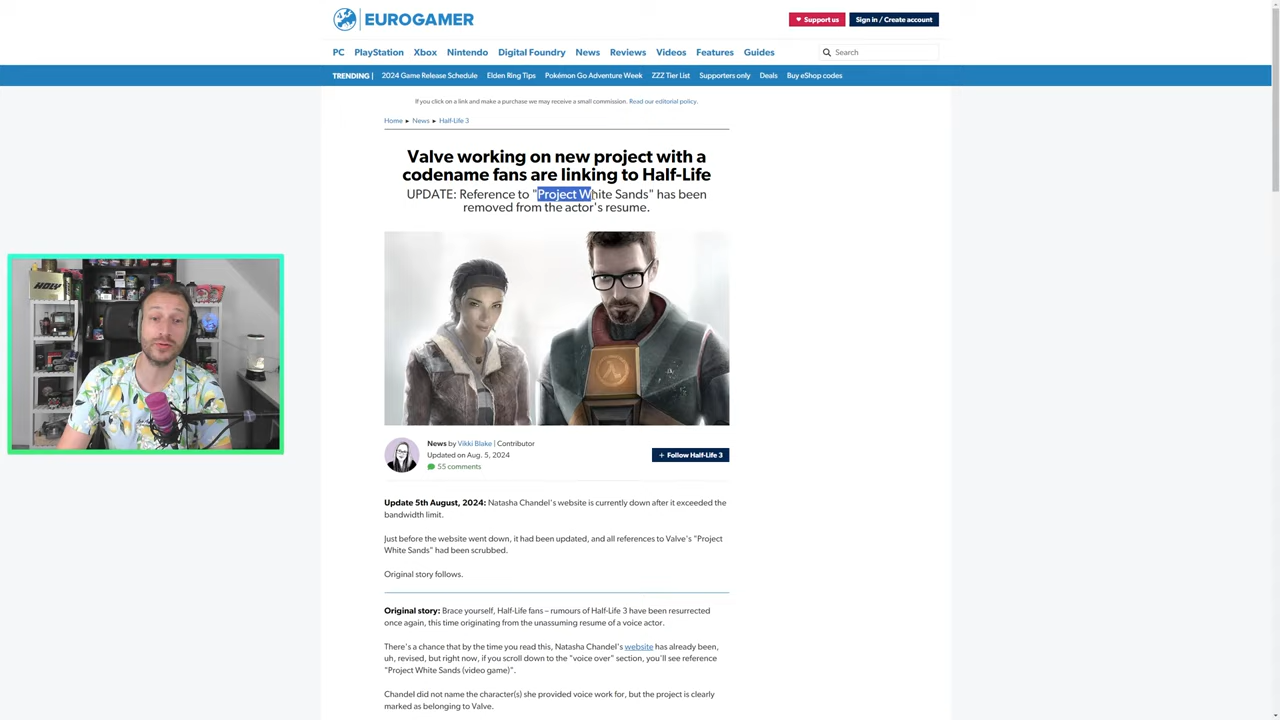 EUROGAMER
Support us
Sign in / Create account
PC PlayStation Xbox Nintendo Digital Foundry News Reviews Videos Features Guides
Search
TRENDING | 2024 Game Release Schedule Elden Ring Tips Pokémon Go Adventure Week ZZZ Tier List Supporters only Deals Buy eShop codes
If you click on a link and make a purchase we may receive a small commission. Read our editorial policy.
Home ▸ News ▸ Half-Life 3
Valve working on new project with a
codename fans are linking to Half-Life
UPDATE: Reference to "Project White Sands" has been
removed from the actor's resume.
HOLY
News by Vikki Blake | Contributor
Updated on Aug. 5, 2024
55 comments
+ Follow Half-Life 3
Update 5th August, 2024: Natasha Chandel's website is currently down after it exceeded the
bandwidth limit.
Just before the website went down, it had been updated, and all references to Valve's "Project
White Sands" had been scrubbed.
Original story follows.
Original story: Brace yourself, Half-Life fans – rumours of Half-Life 3 have been resurrected
once again, this time originating from the unassuming resume of a voice actor.
There's a chance that by the time you read this, Natasha Chandel's website has already been,
uh, revised, but right now, if you scroll down to the "voice over" section, you'll see reference
"Project White Sands (video game)".
Chandel did not name the character(s) she provided voice work for, but the project is clearly
marked as belonging to Valve.